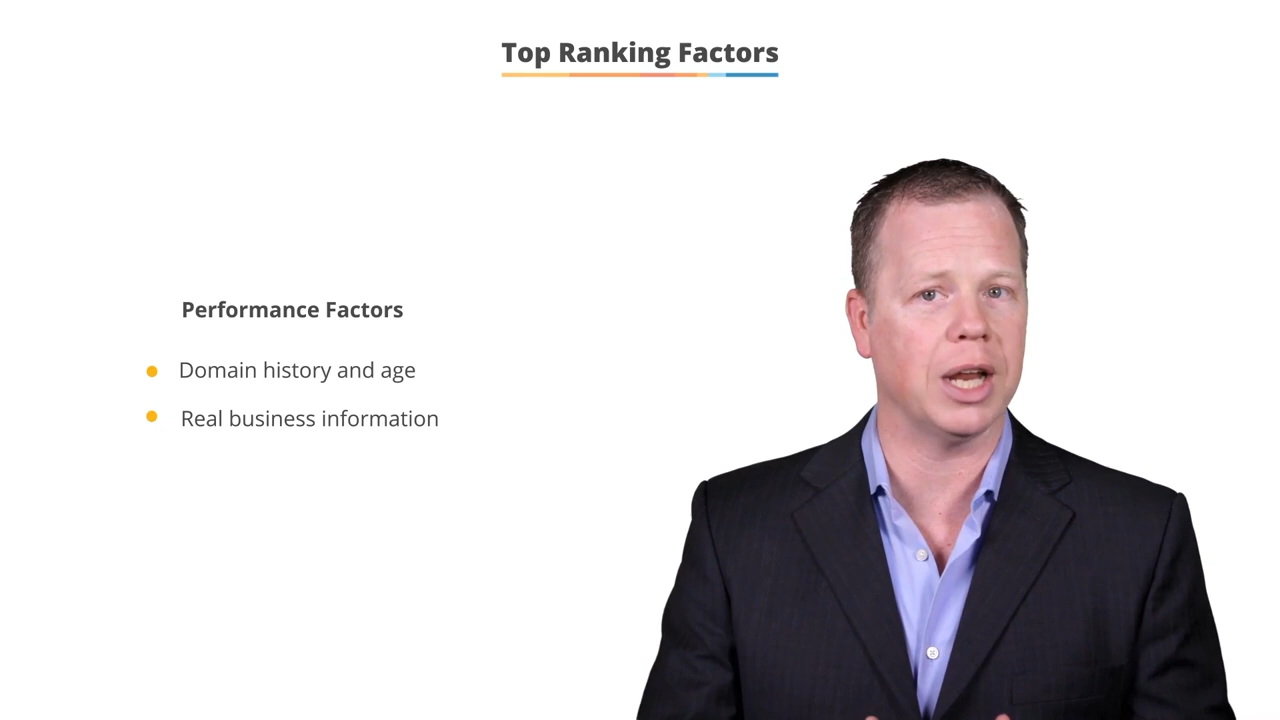 Top Ranking Factors
Performance Factors
Domain history and age
Real business information